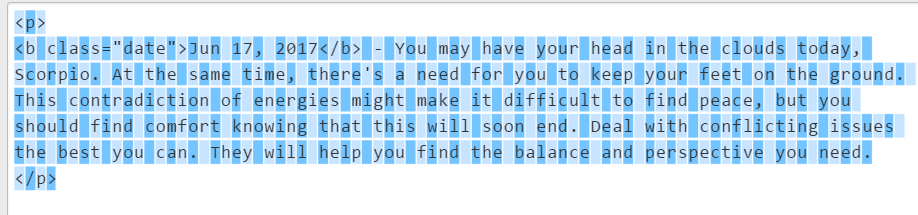 <p>
<b class="date">Jun 17, 2017</b> - You may have your head in the clouds today,
Scorpio. At the same time, there's a need for you to keep your feet on the ground.
This contradiction of energies might make it difficult to find peace, but you
should find comfort knowing that this will soon end. Deal with conflicting issues
the best you can. They will help you find the balance and perspective you need.
</p>